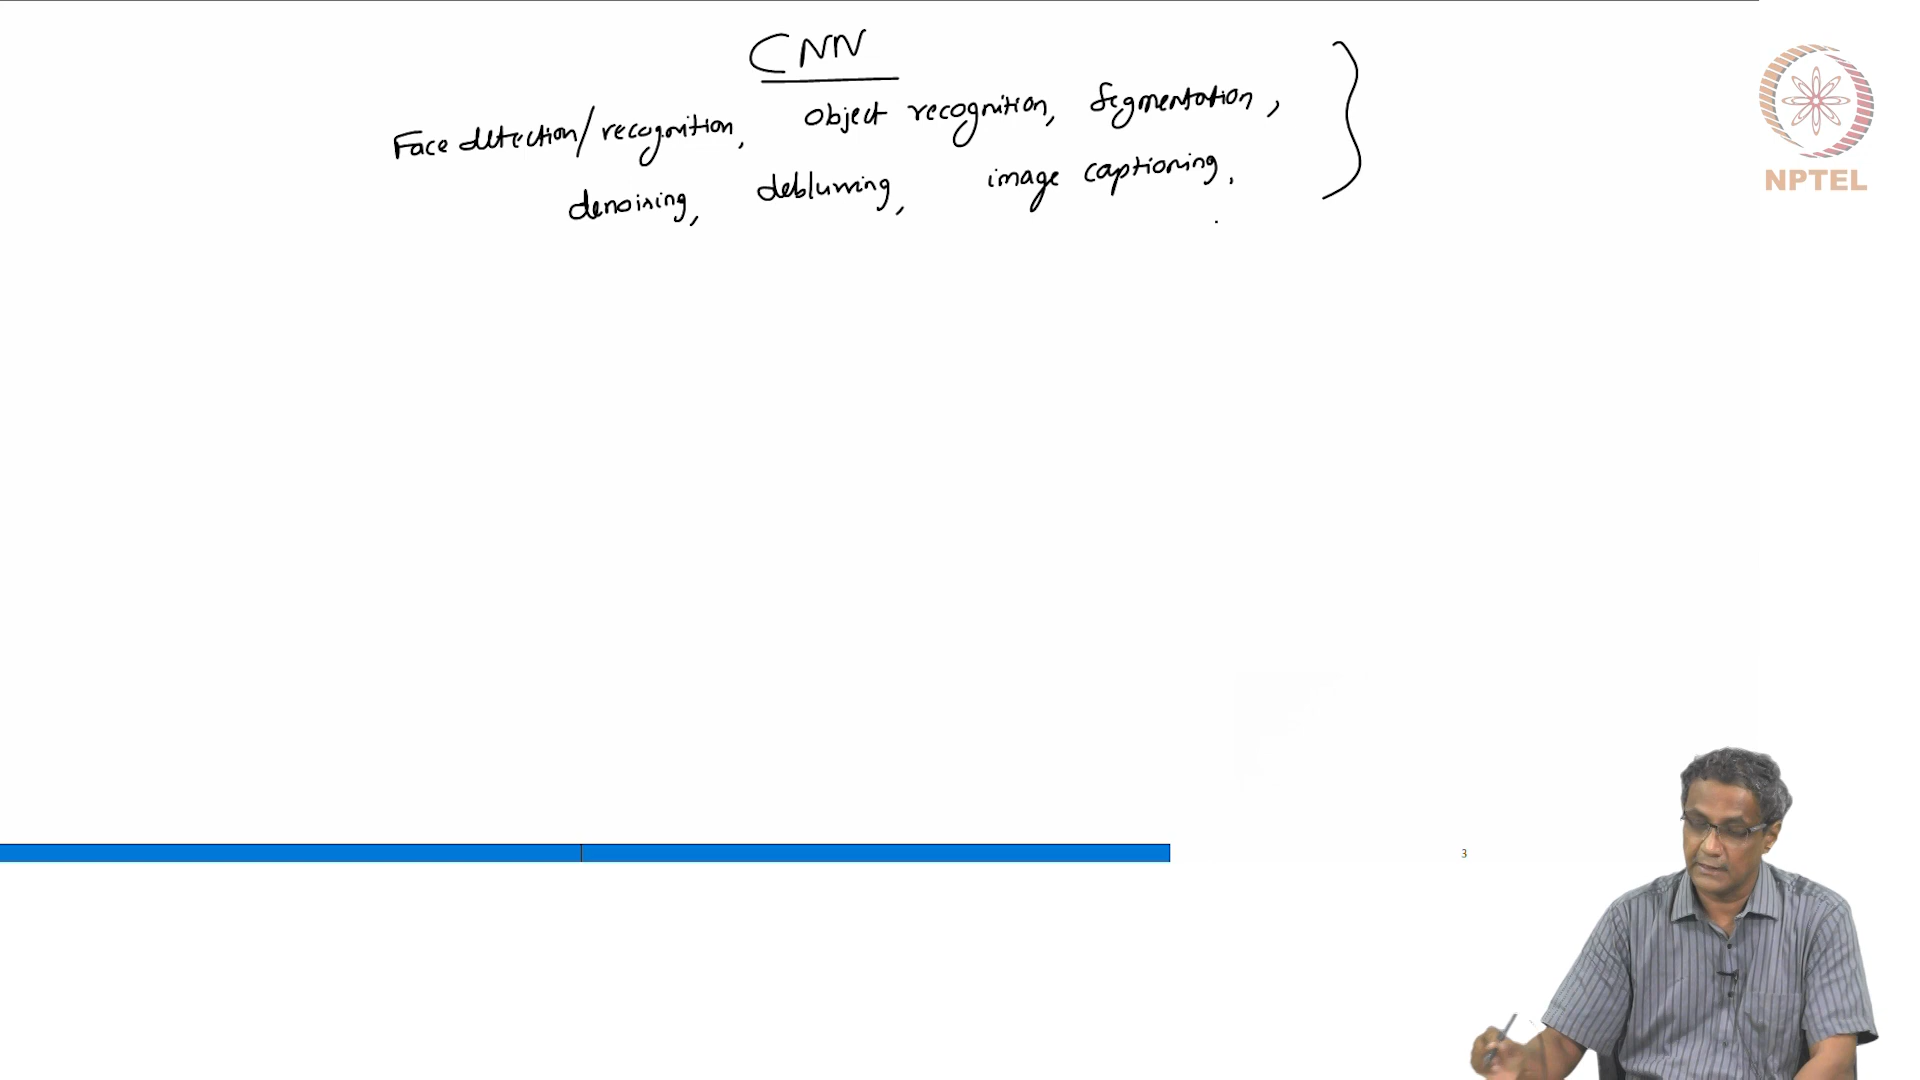 CNN
Face detection/recognition, object recognition, Segmentation,
denoising, deblurring, image captioning,
NPTEL
3